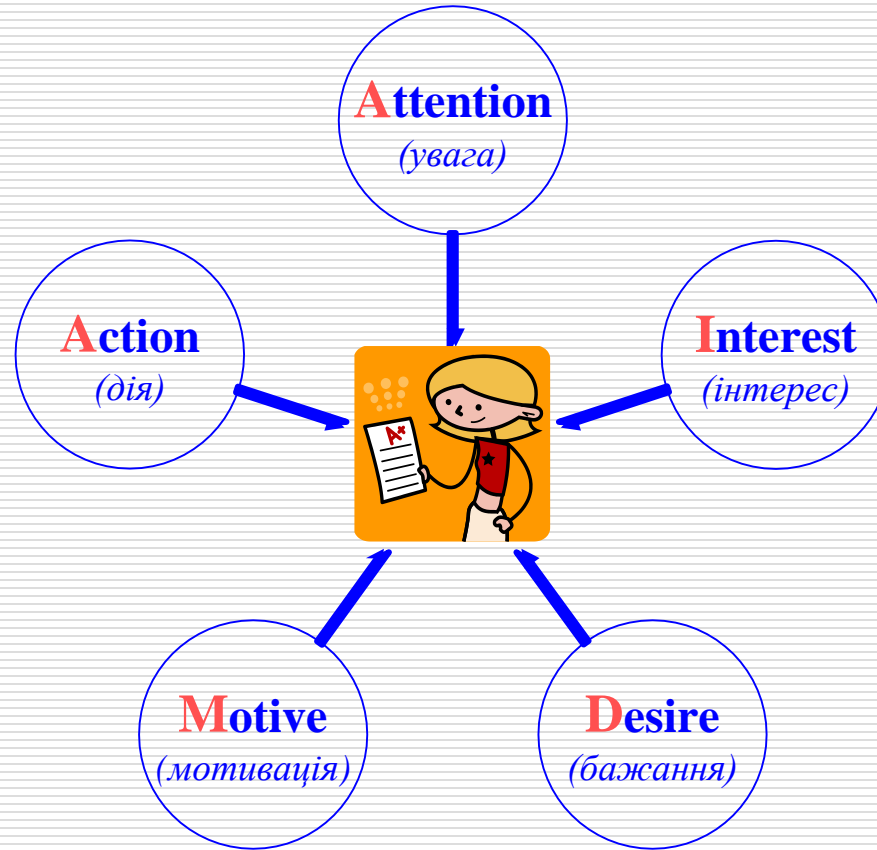 Attention
(увага)
Action
(дія)
Interest
(інтерес)
A+
Motive
(мотивація)
Desire
(бажання)